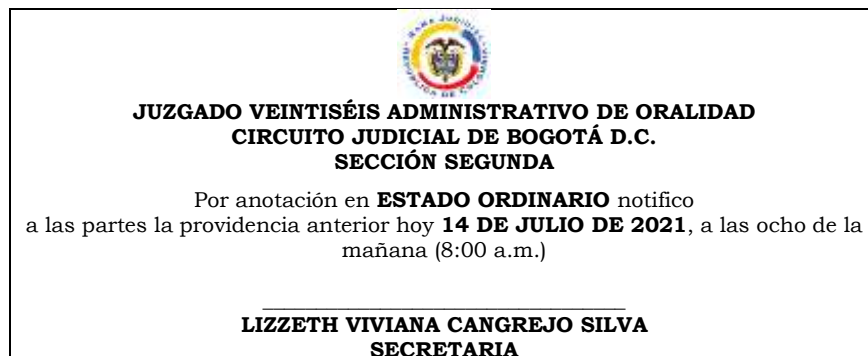 JUZGADO VEINTISÉIS ADMINISTRATIVO DE ORALIDAD
CIRCUITO JUDICIAL DE BOGOTÁ D.C.
SECCIÓN SEGUNDA
Por anotación en ESTADO ORDINARIO notifico
a las partes la providencia anterior hoy 14 DE JULIO DE 2021, a las ocho de la
mañana (8:00 a.m.)
LIZZETH VIVIANA CANGREJO SILVA
SECRETARIA